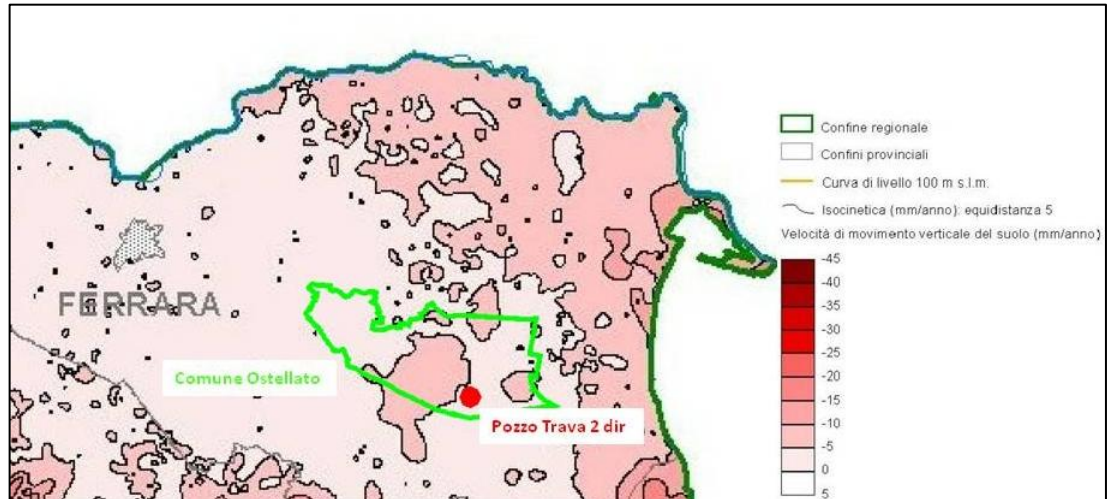 FERRARA
Comune Ostellato
Pozzo Trava 2 dir
Confine regionale
Confini provinciali
Curva di livello 100 m s.l.m.
Isocinetica (mm/anno): equidistanza 5
Velocità di movimento verticale del suolo (mm/anno)
-45
-40
-35
-30
-25
-20
-15
-10
-5
0
5